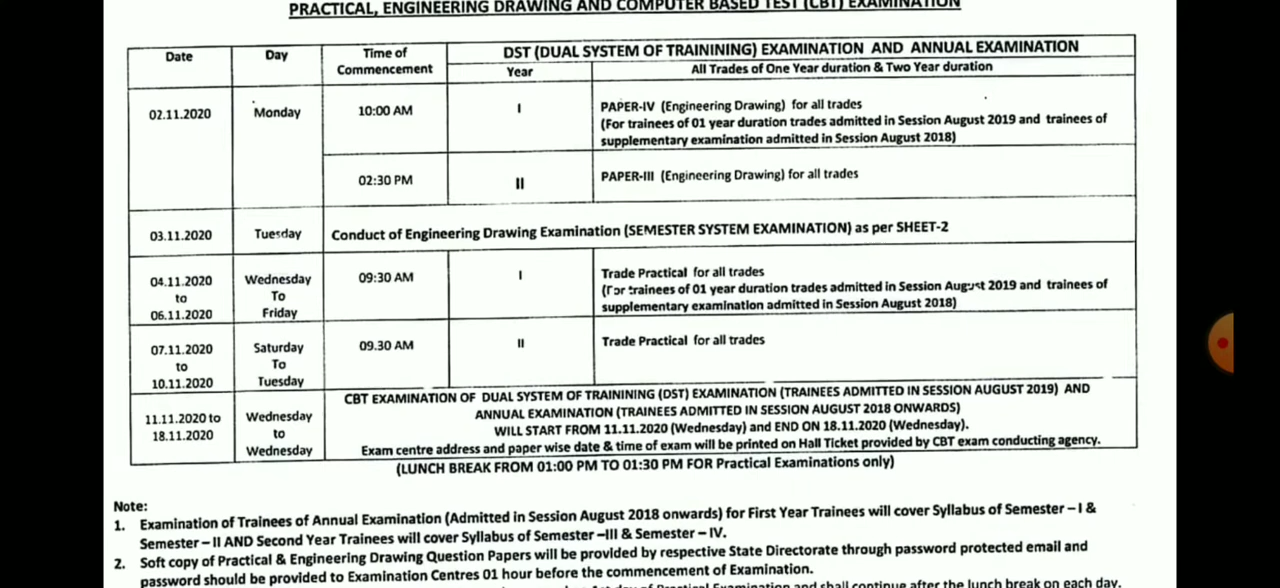 PRACTICAL, ENGINEERING DRAWING AND COMPUTER BASED TEST (CBT) EXAMINATION
Date
Day
Time of
Commencement
DST (DUAL SYSTEM OF TRAINING) EXAMINATION AND ANNUAL EXAMINATION
Year
All Trades of One Year duration & Two Year duration
02.11.2020
Monday
10:00 AM
I
PAPER-IV (Engineering Drawing) for all trades
(For trainees of 01 year duration trades admitted in Session August 2019 and trainees of
supplementary examination admitted in Session August 2018)
02:30 PM
II
PAPER-III (Engineering Drawing) for all trades
03.11.2020
Tuesday
Conduct of Engineering Drawing Examination (SEMESTER SYSTEM EXAMINATION) as per SHEET-2
04.11.2020
to
06.11.2020
Wednesday
To
Friday
09:30 AM
I
Trade Practical for all trades
(For trainees of 01 year duration trades admitted in Session August 2019 and trainees of
supplementary examination admitted in Session August 2018)
07.11.2020
to
10.11.2020
Saturday
To
Tuesday
09.30 AM
II
Trade Practical for all trades
11.11.2020 to
18.11.2020
Wednesday
to
Wednesday
CBT EXAMINATION OF DUAL SYSTEM OF TRAINING (DST) EXAMINATION (TRAINEES ADMITTED IN SESSION AUGUST 2019) AND
ANNUAL EXAMINATION (TRAINEES ADMITTED IN SESSION AUGUST 2018 ONWARDS)
WILL START FROM 11.11.2020 (Wednesday) and END ON 18.11.2020 (Wednesday).
Exam centre address and paper wise date & time of exam will be printed on Hall Ticket provided by CBT exam conducting agency.
(LUNCH BREAK FROM 01:00 PM TO 01:30 PM FOR Practical Examinations only)
Note:
1. Examination of Trainees of Annual Examination (Admitted in Session August 2018 onwards) for First Year Trainees will cover Syllabus of Semester – I &
Semester – II AND Second Year Trainees will cover Syllabus of Semester –III & Semester – IV.
2. Soft copy of Practical & Engineering Drawing Question Papers will be provided by respective State Directorate through password protected email and
password should be provided to Examination Centres 01 hour before the commencement of Examination.
Examination and shall continue after the lunch break on each day.